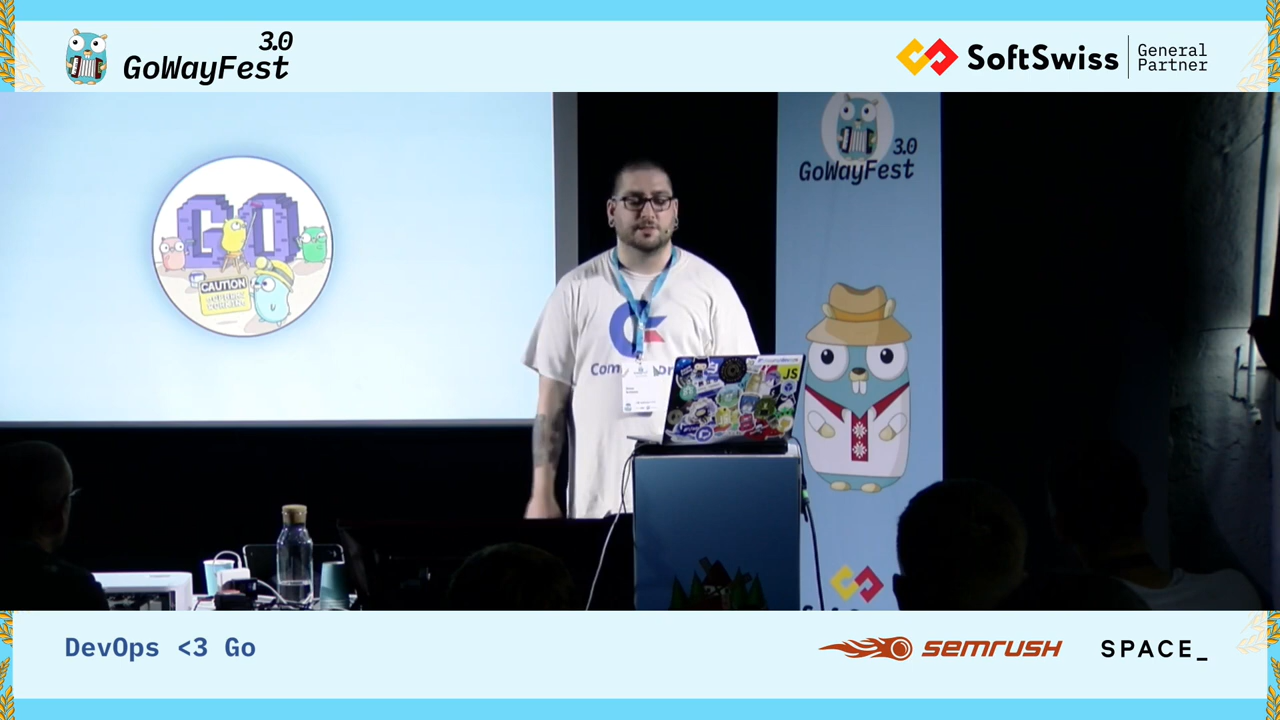 3.0
GoWayFest
SoftSwiss
General
Partner
GO
CAUTION
3.0
GoWayFest
JS
DevOps <3 Go
semrush
SPACE_